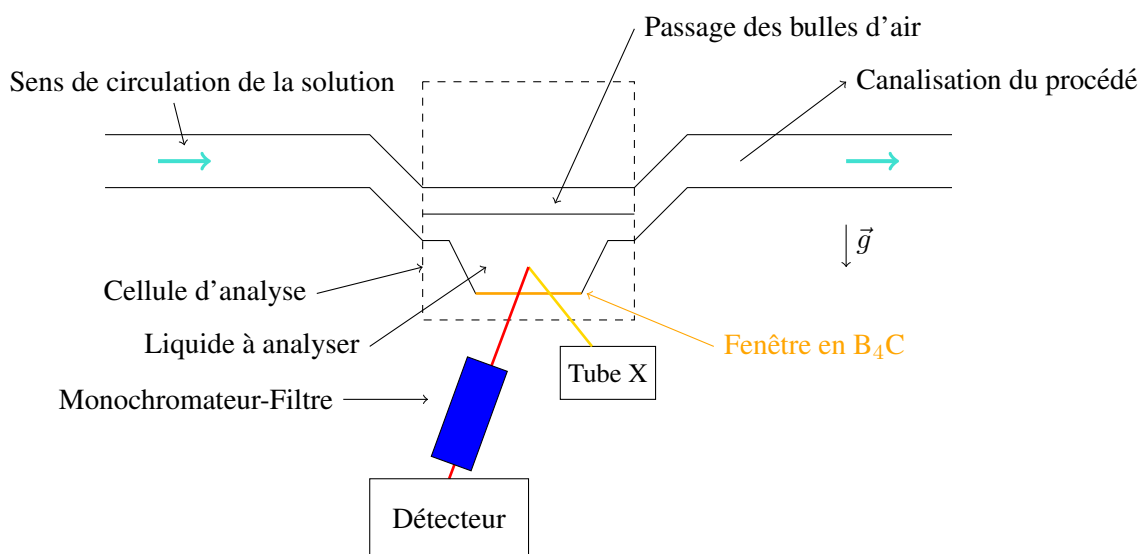 Passage des bulles d'air
Sens de circulation de la solution
Canalisation du procédé
$\vec{g}$
Cellule d'analyse
Liquide à analyser
Fenêtre en B₄C
Tube X
Monochromateur-Filtre
Détecteur